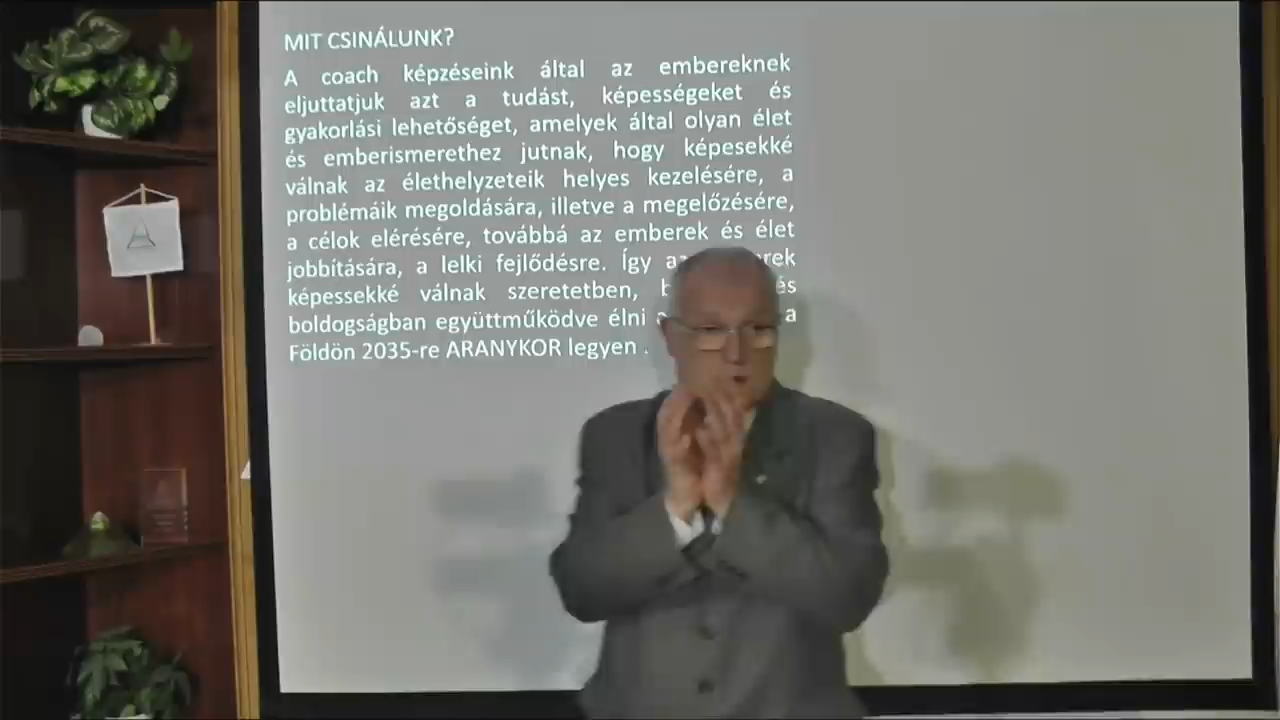 MIT CSINÁLUNK?
A coach képzéseink által az embereknek
eljuttatjuk azt a tudást, képességeket és
gyakorlási lehetőséget, amelyek által olyan élet
és emberismerethez jutnak, hogy képesekké
válnak az élethelyzeteik helyes kezelésére, a
problémáik megoldására, illetve a megelőzésére,
a célok elérésére, továbbá az emberek és élet
jobbítására, a lelki fejlődésre. Így
képessekké válnak szeretetben, és
boldogságban együttműködve élni a
Földön 2035-re ARANYKOR legyen .